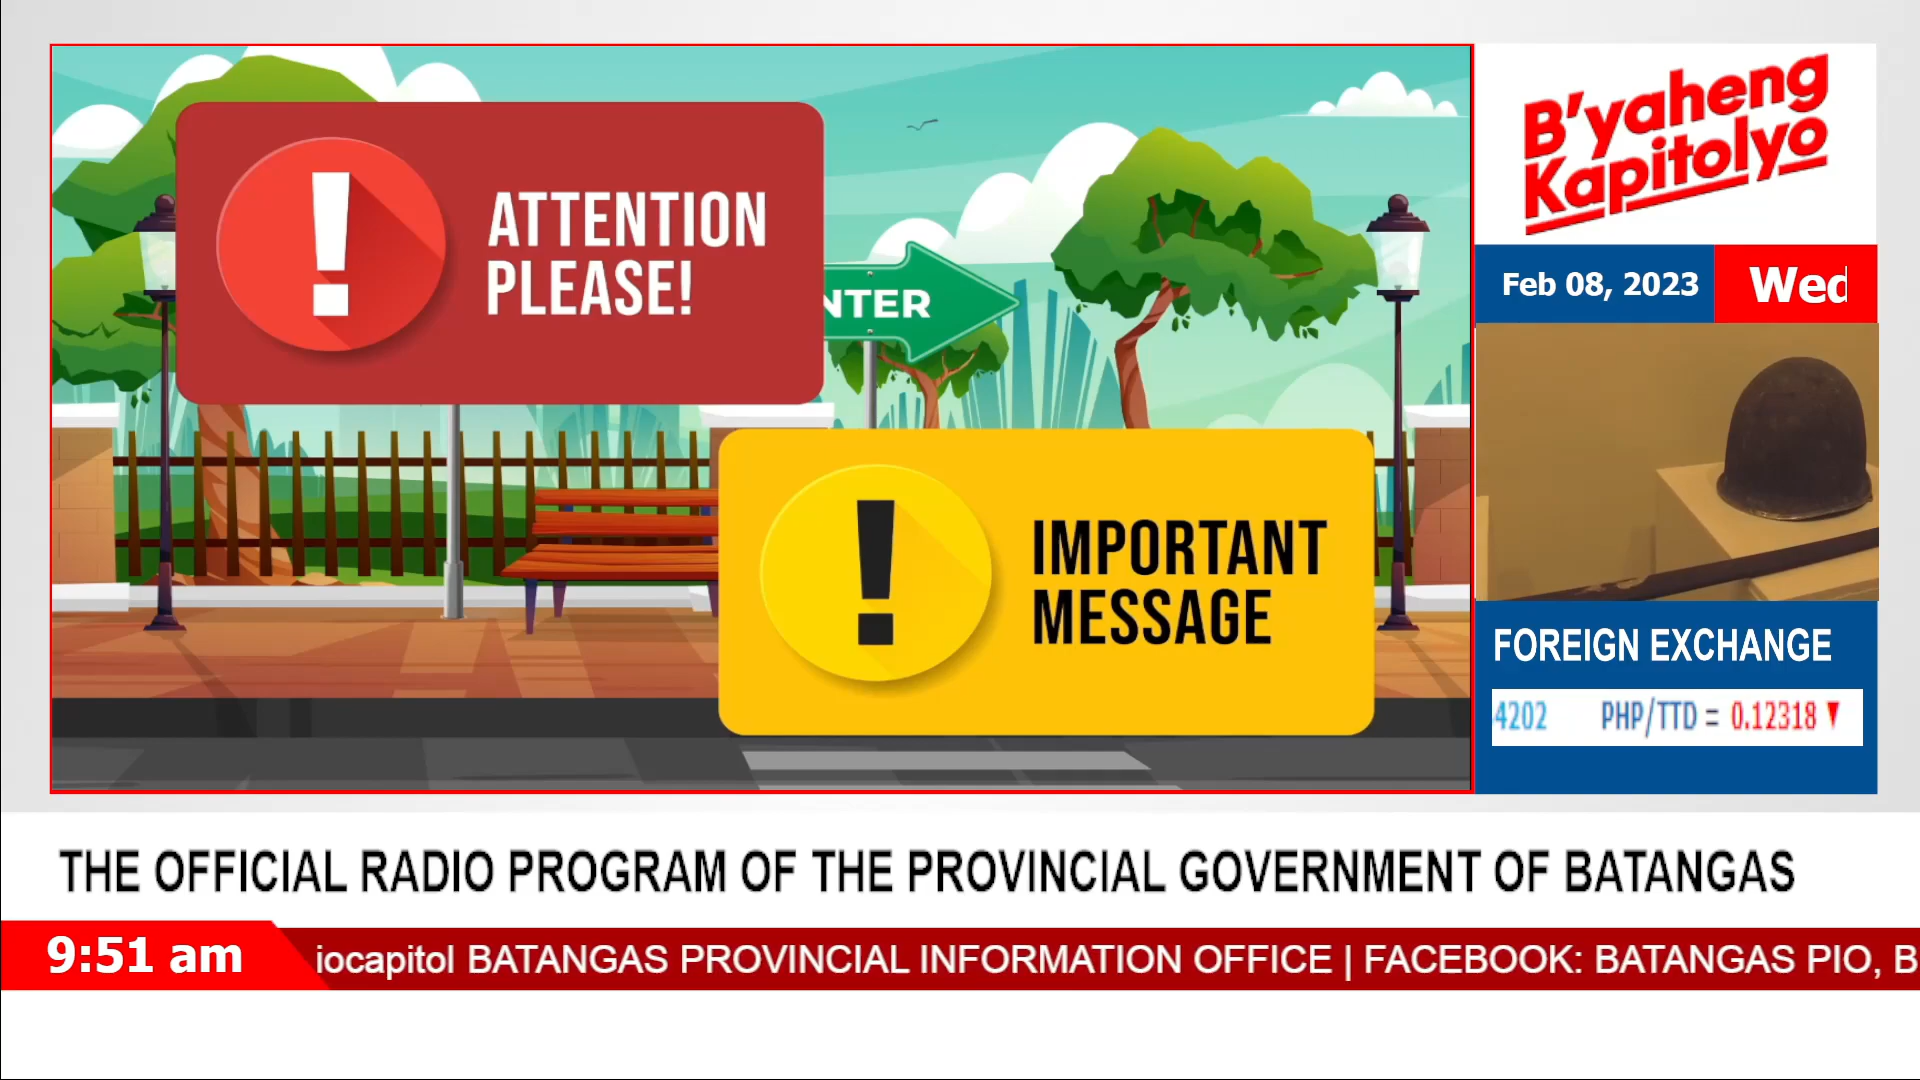 ATTENTION
PLEASE!
NTER
IMPORTANT
MESSAGE
B'yaheng
Kapitolyo
Feb 08, 2023
Wed
FOREIGN EXCHANGE
4202 PHP/TTD = 0.12318 ▼
THE OFFICIAL RADIO PROGRAM OF THE PROVINCIAL GOVERNMENT OF BATANGAS
9:51 am
iocapitol BATANGAS PROVINCIAL INFORMATION OFFICE | FACEBOOK: BATANGAS PIO, B